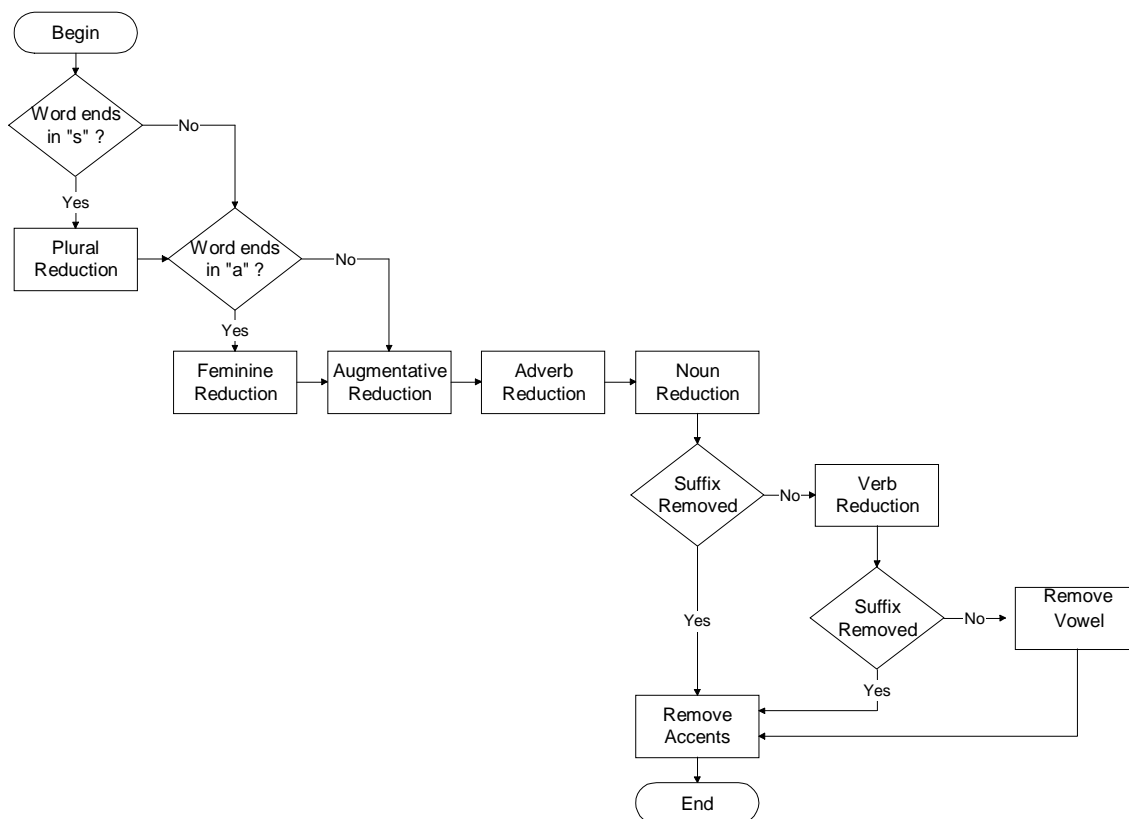 Begin
Word ends
in "s" ?
No
Yes
Plural
Reduction
Word ends
in "a" ?
No
Yes
Feminine
Reduction
Augmentative
Reduction
Adverb
Reduction
Noun
Reduction
Suffix
Removed
No
Verb
Reduction
Yes
Suffix
Removed
No
Remove
Vowel
Yes
Remove
Accents
End